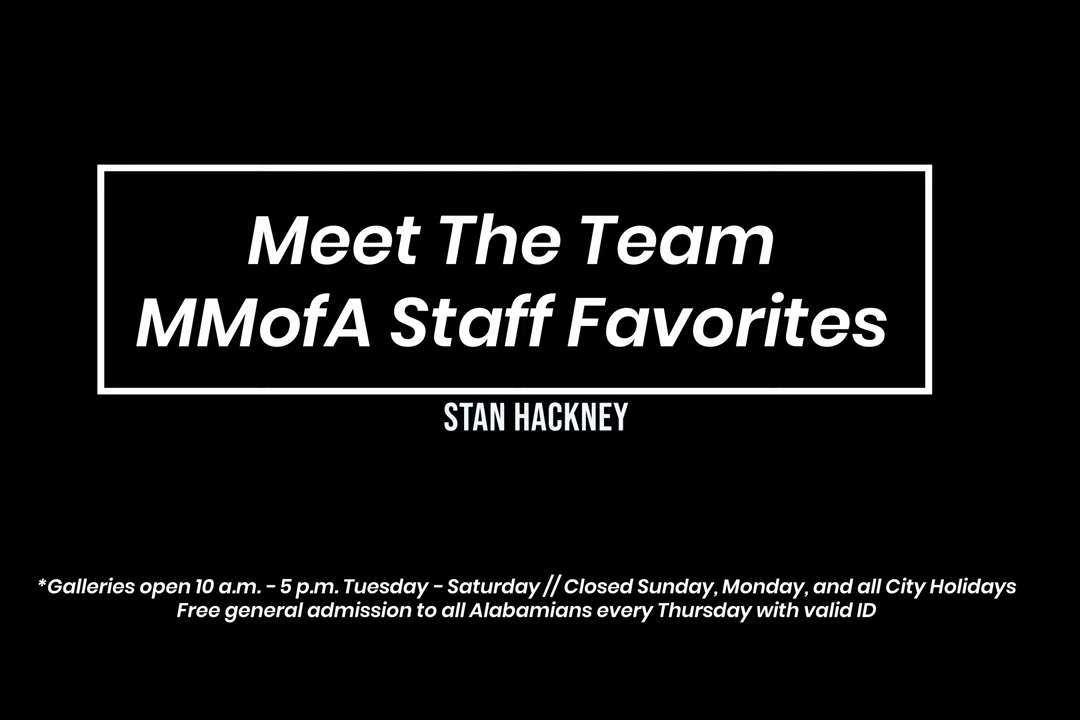 Meet The Team
MMofA Staff Favorites
STAN HACKNEY
*Galleries open 10 a.m. - 5 p.m. Tuesday - Saturday // Closed Sunday, Monday, and all City Holidays
Free general admission to all Alabamians every Thursday with valid ID